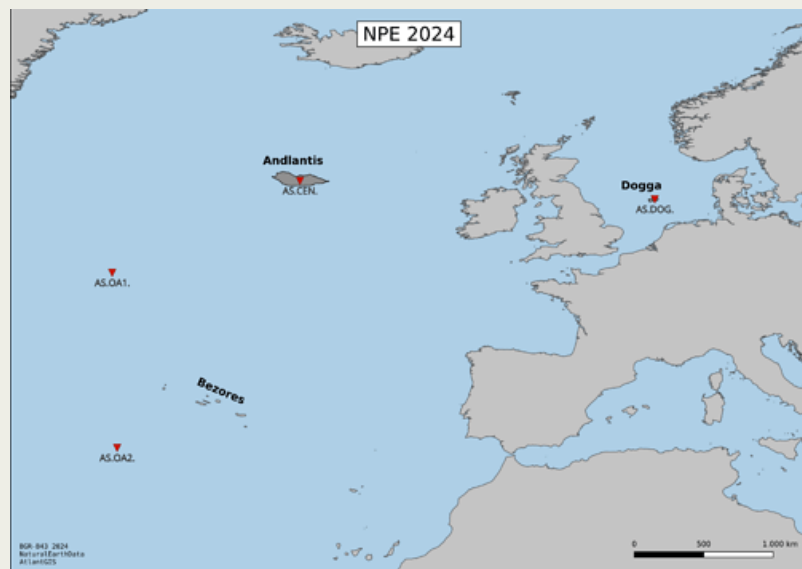 NPE 2024
Andlantis
AS.CEN.
Dogga
AS.DOG.
AS.OA1.
Bezores
AS.OA2.
BGR-B43 2024
NaturalEarthData
AtlantGIS
0 500 1.000 km